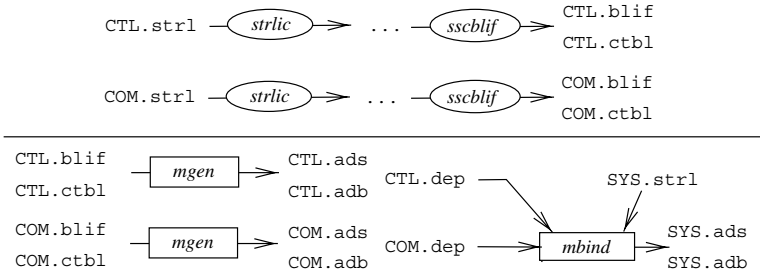 CTL.strl strlic ... sscblif CTL.blif
CTL.ctbl
COM.strl strlic ... sscblif COM.blif
COM.ctbl
CTL.blif mgen CTL.ads
CTL.ctbl CTL.adb
CTL.dep SYS.strl
COM.blif mgen COM.ads
COM.ctbl COM.adb
COM.dep mbind SYS.ads
SYS.adb